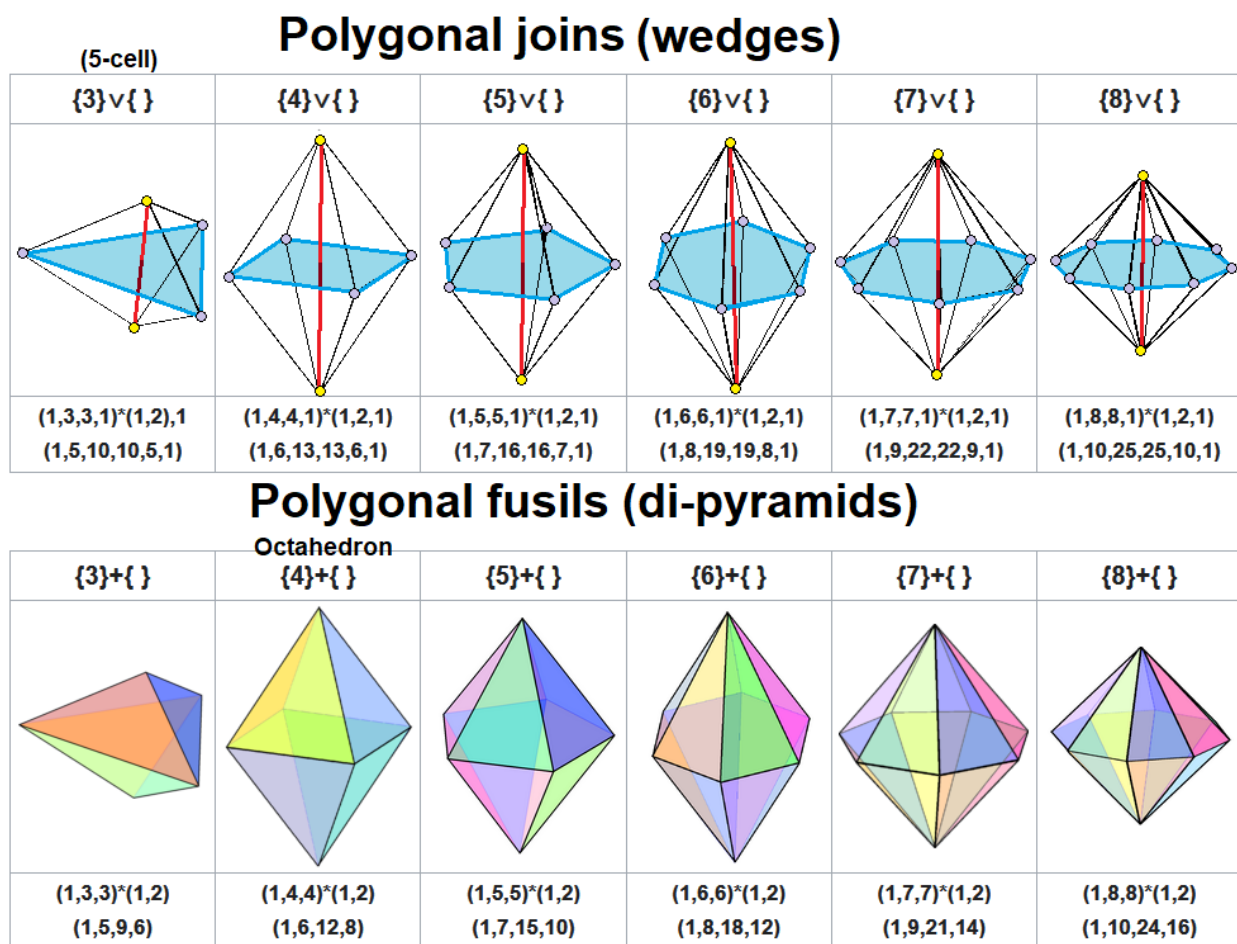 Polygonal joins (wedges)
(5-cell)
{3}∨{ } {4}∨{ } {5}∨{ } {6}∨{ } {7}∨{ } {8}∨{ }
(1,3,3,1)*(1,2),1 (1,4,4,1)*(1,2,1) (1,5,5,1)*(1,2,1) (1,6,6,1)*(1,2,1) (1,7,7,1)*(1,2,1) (1,8,8,1)*(1,2,1)
(1,5,10,10,5,1) (1,6,13,13,6,1) (1,7,16,16,7,1) (1,8,19,19,8,1) (1,9,22,22,9,1) (1,10,25,25,10,1)
Polygonal fusils (di-pyramids)
Octahedron
{3}+{ } {4}+{ } {5}+{ } {6}+{ } {7}+{ } {8}+{ }
(1,3,3)*(1,2) (1,4,4)*(1,2) (1,5,5)*(1,2) (1,6,6)*(1,2) (1,7,7)*(1,2) (1,8,8)*(1,2)
(1,5,9,6) (1,6,12,8) (1,7,15,10) (1,8,18,12) (1,9,21,14) (1,10,24,16)